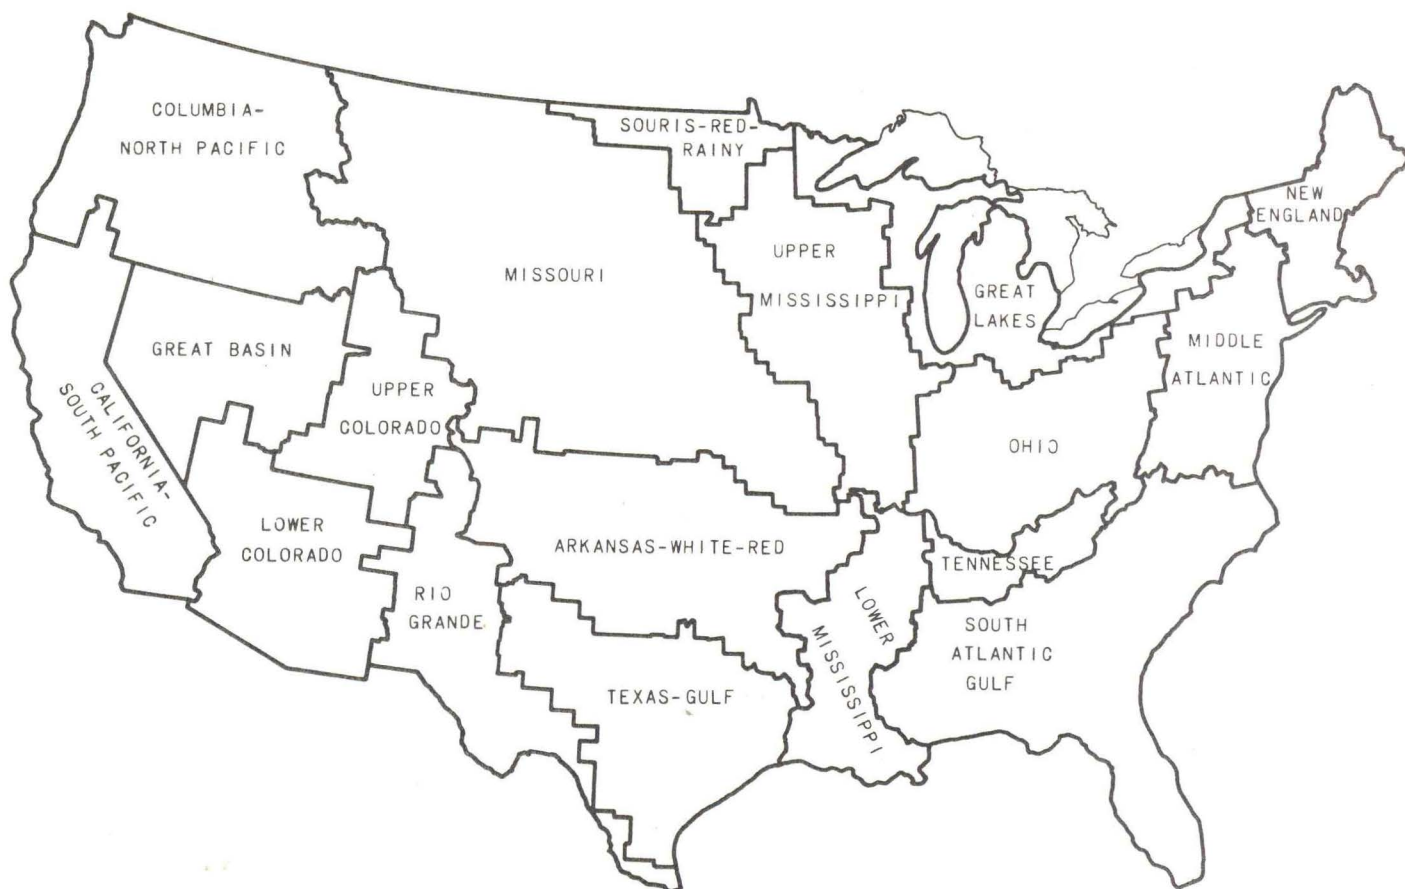 COLUMBIA-
NORTH PACIFIC
SOURIS-RED-
RAINY
NEW
ENGLAND
UPPER
MISSISSIPPI
MISSOURI
GREAT
LAKES
MIDDLE
ATLANTIC
GREAT BASIN
UPPER
COLORADO
CALIFORNIA-
SOUTH PACIFIC
OHIO
LOWER
COLORADO
ARKANSAS-WHITE-RED
TENNESSEE
RIO
GRANDE
LOWER
MISSISSIPPI
SOUTH
ATLANTIC
GULF
TEXAS-GULF